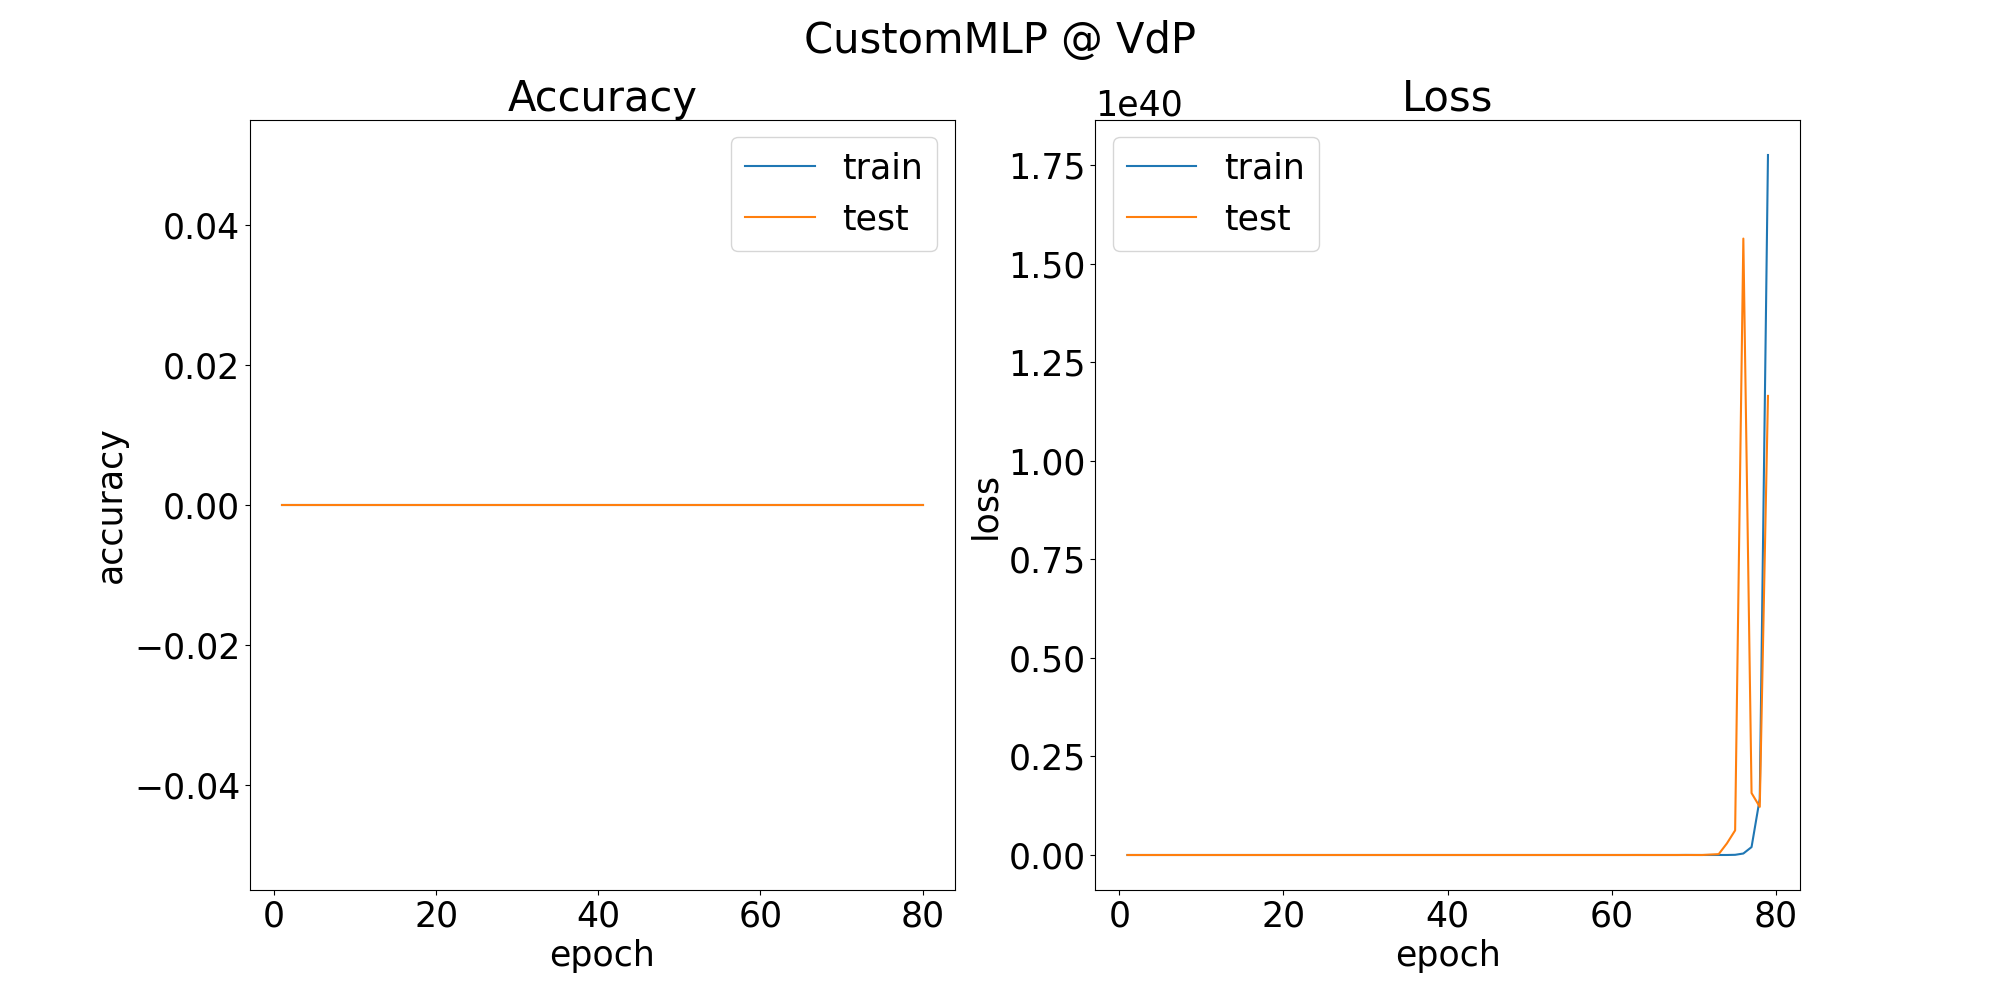 CustomMLP @ VdP
Accuracy
train
test
0.04
0.02
0.00
−0.02
−0.04
accuracy
0 20 40 60 80
epoch
Loss
1e40
train
test
1.75
1.50
1.25
1.00
0.75
0.50
0.25
0.00
loss
0 20 40 60 80
epoch